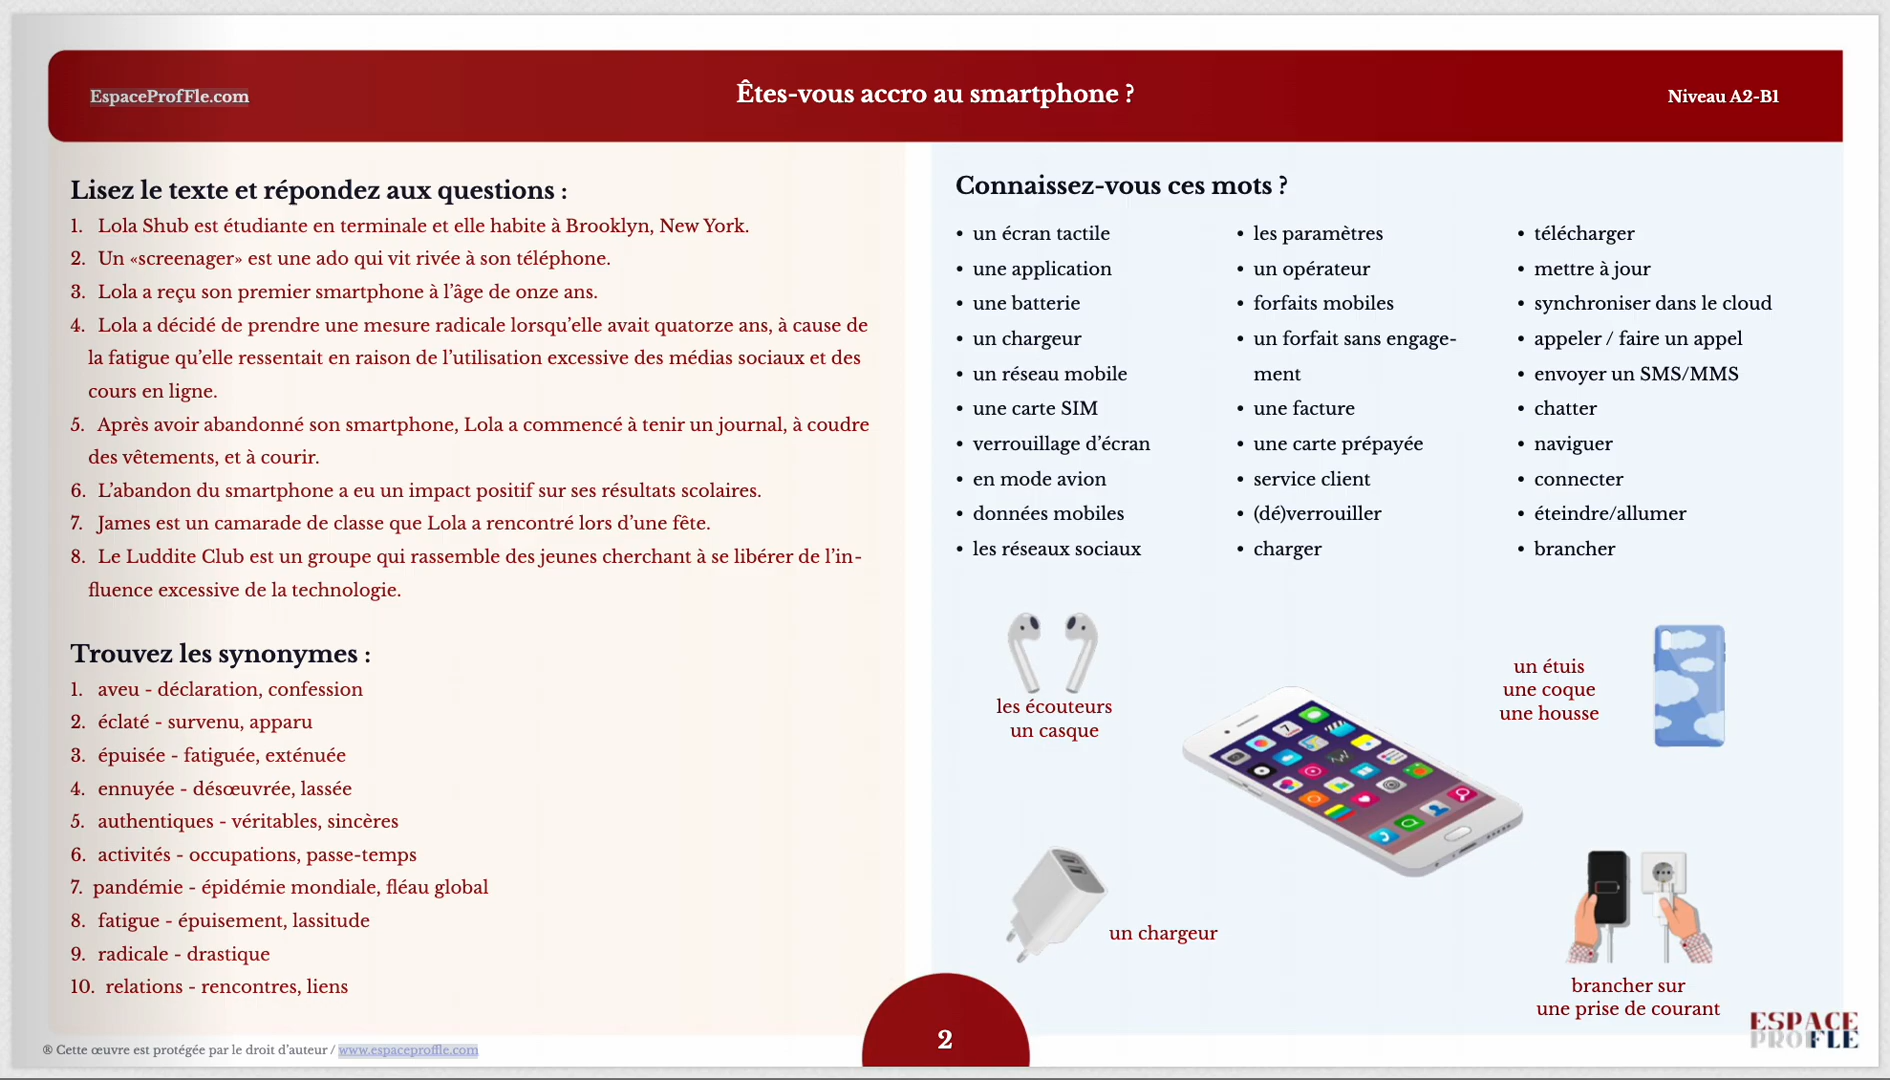 EspaceProfFle.com
Êtes-vous accro au smartphone ?
Niveau A2-B1
Lisez le texte et répondez aux questions :
1. Lola Shub est étudiante en terminale et elle habite à Brooklyn, New York.
2. Un «screenager» est une ado qui vit rivée à son téléphone.
3. Lola a reçu son premier smartphone à l’âge de onze ans.
4. Lola a décidé de prendre une mesure radicale lorsqu’elle avait quatorze ans, à cause de
la fatigue qu’elle ressentait en raison de l’utilisation excessive des médias sociaux et des
cours en ligne.
5. Après avoir abandonné son smartphone, Lola a commencé à tenir un journal, à coudre
des vêtements, et à courir.
6. L’abandon du smartphone a eu un impact positif sur ses résultats scolaires.
7. James est un camarade de classe que Lola a rencontré lors d’une fête.
8. Le Luddite Club est un groupe qui rassemble des jeunes cherchant à se libérer de l’in-
fluence excessive de la technologie.
Trouvez les synonymes :
1. aveu - déclaration, confession
2. éclaté - survenu, apparu
3. épuisée - fatiguée, exténuée
4. ennuyée - désœuvrée, lassée
5. authentiques - véritables, sincères
6. activités - occupations, passe-temps
7. pandémie - épidémie mondiale, fléau global
8. fatigue - épuisement, lassitude
9. radicale - drastique
10. relations - rencontres, liens
Connaissez-vous ces mots ?
• un écran tactile
• une application
• une batterie
• un chargeur
• un réseau mobile
• une carte SIM
• verrouillage d’écran
• en mode avion
• données mobiles
• les réseaux sociaux
• les paramètres
• un opérateur
• forfaits mobiles
• un forfait sans engage-
ment
• une facture
• une carte prépayée
• service client
• (dé)verrouiller
• charger
• télécharger
• mettre à jour
• synchroniser dans le cloud
• appeler / faire un appel
• envoyer un SMS/MMS
• chatter
• naviguer
• connecter
• éteindre/allumer
• brancher
les écouteurs
un casque
un étuis
une coque
une housse
7
un chargeur
brancher sur
une prise de courant
® Cette œuvre est protégée par le droit d’auteur / www.espaceproffle.com
2
ESPACE
PROFFLE